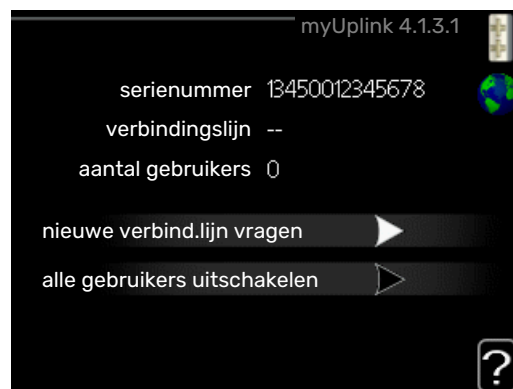 myUplink 4.1.3.1
serienummer 13450012345678
verbindingslijn --
aantal gebruikers 0
nieuwe verbind.lijn vragen
alle gebruikers uitschakelen
?